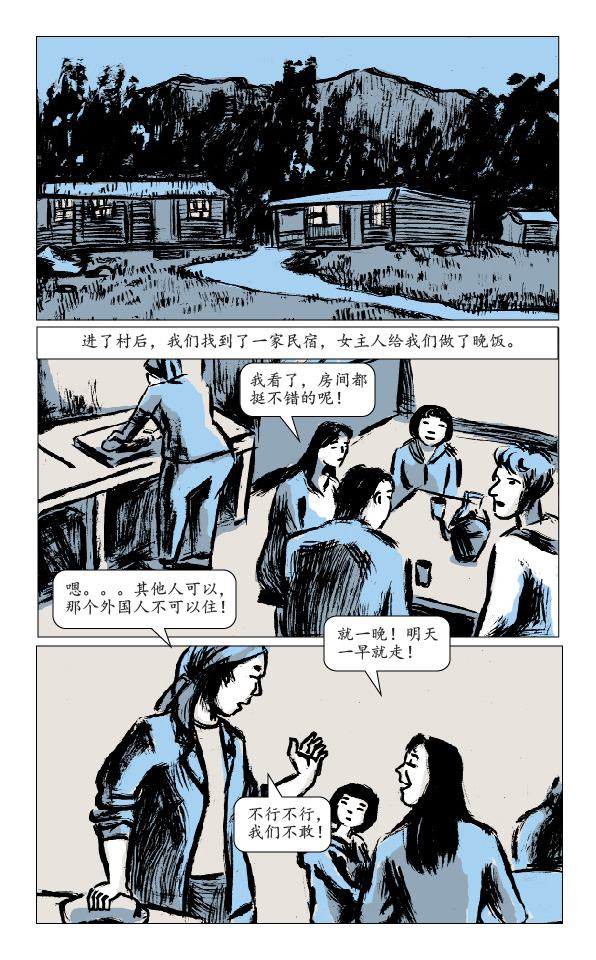 进了村后，我们找到了一家民宿，女主人给我们做了晚饭。
我看了，房间都
挺不错的呢！
嗯。。。其他人可以，
那个外国人不可以住！
就一晚！明天
一早就走！
不行不行，
我们不敢！